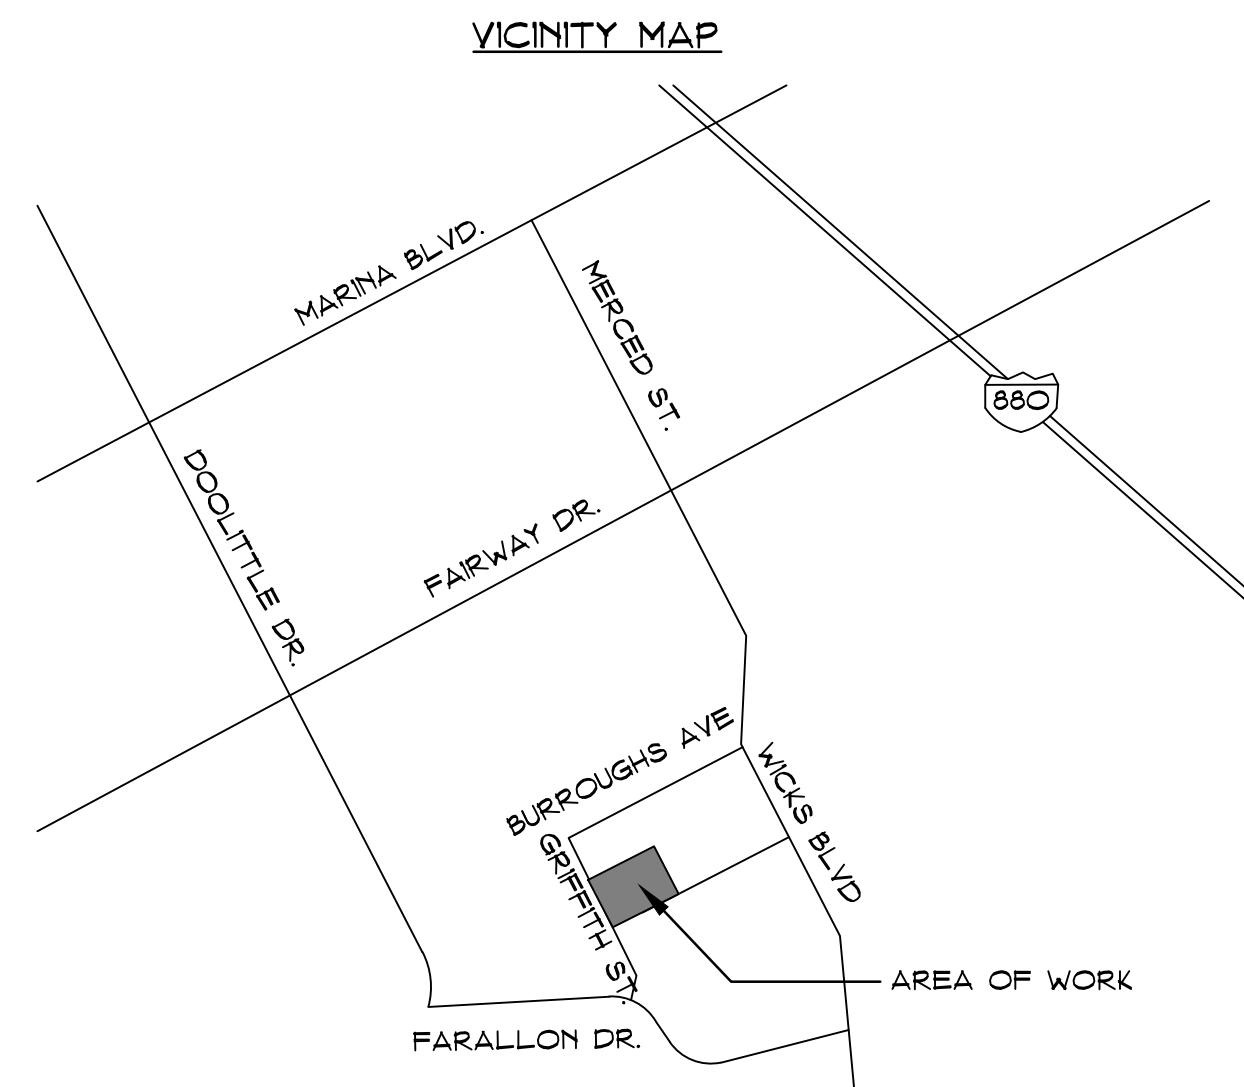 VICINITY MAP
MARINA BLVD.
MERCED ST.
880
DOOLITTLE DR.
FAIRWAY DR.
BURROUGHS AVE
WICKS BLVD
GRIFFITH ST.
AREA OF WORK
FARALLON DR.